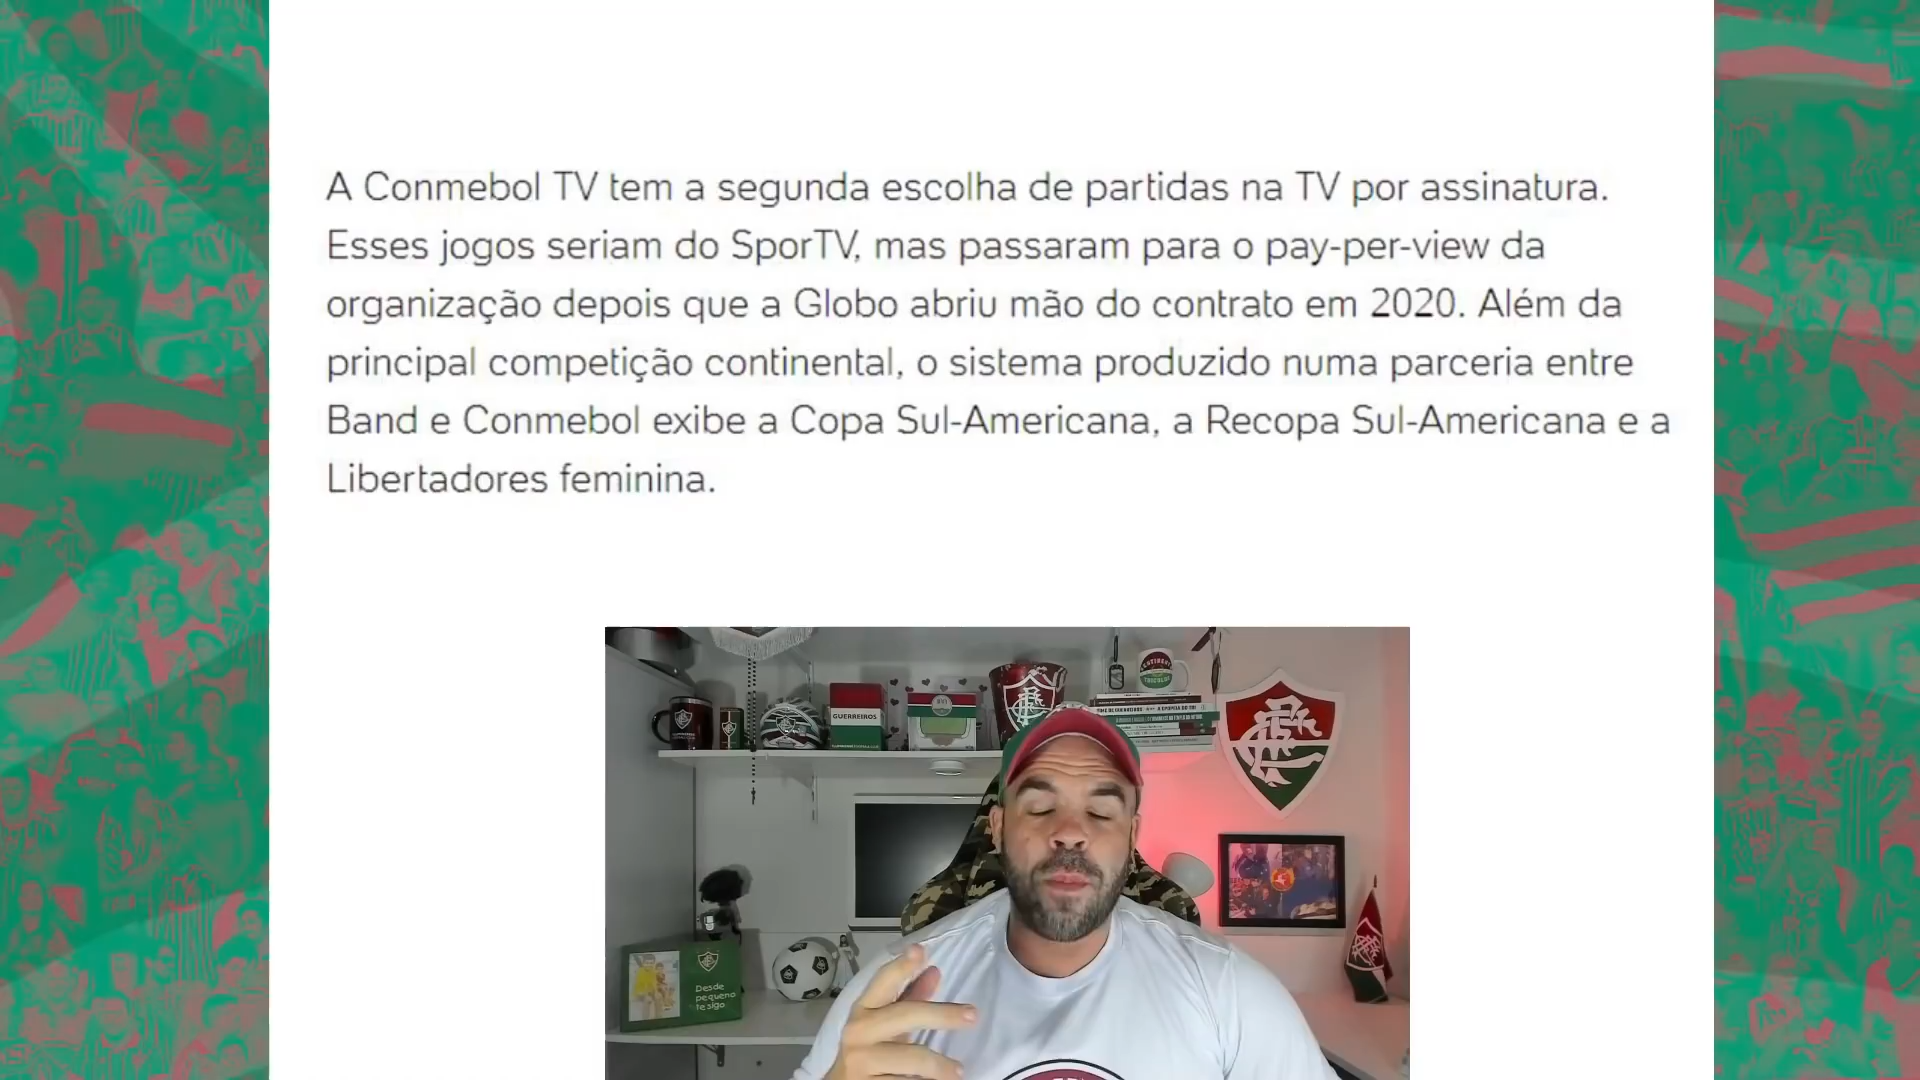 A Conmebol TV tem a segunda escolha de partidas na TV por assinatura.
Esses jogos seriam do SporTV, mas passaram para o pay-per-view da
organização depois que a Globo abriu mão do contrato em 2020. Além da
principal competição continental, o sistema produzido numa parceria entre
Band e Conmebol exibe a Copa Sul-Americana, a Recopa Sul-Americana e a
Libertadores feminina.
GUERREIROS
Desde
pequeno
te sigo